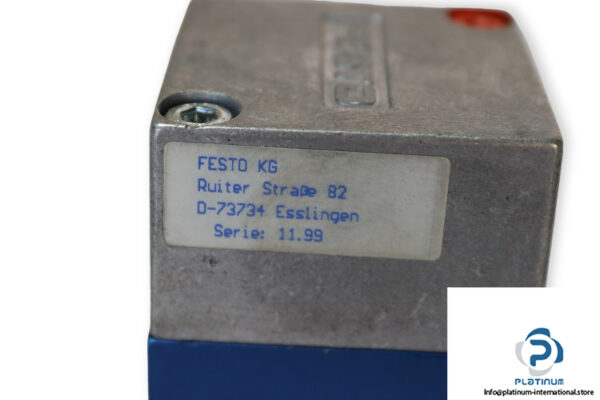 FESTO KG
Ruiter Straße 82
D-73734 Esslingen
Serie: 11.99
PLATINUM
Info@platinum-international.store